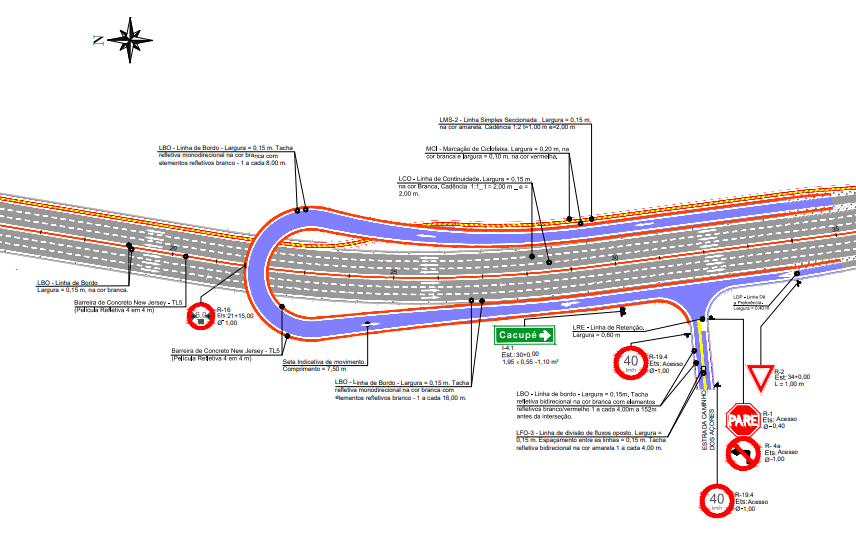 N
LMS-2 - Linha Simples Seccionada . Largura = 0,15 m,
na cor amarela. Cadência 1:2 t=1,00 m e=2,00 m
MCI - Marcação de Ciclofaixa. Largura = 0,20 m, na
cor branca e largura = 0,10 m, na cor vermelha.
LBO - Linha de Bordo - Largura = 0,15 m. Tacha
refletiva monodirecional na cor branca com
elementos refletivos branco - 1 a cada 8,00 m.
LCO - Linha de Continuidade. Largura = 0,15 m,
na cor Branca, Cadência 1:1_ t = 2,00 m _ e =
2,00 m.
20
25
30
35
LBO - Linha de Bordo
Largura = 0,15 m, na cor branca.
Barreira de Concreto New Jersey - TL5
(Película Refletiva 4 em 4 m)
R-16
Ets:21+15,00
Ø 1,00
Barreira de Concreto New Jersey - TL5
(Película Refletiva 4 em 4 m)
Seta Indicativa de movimento.
Comprimento = 7,50 m
LBO - Linha de Bordo - Largura = 0,15 m. Tacha
refletiva monodirecional na cor branca com
elementos refletivos branco - 1 a cada 16,00 m.
Cacupé
I-4.1
Est.:30+0,00
1,95 x 0,55 -1,10 m²
LRE - Linha de Retenção.
Largura = 0,60 m
LDP - Linha Dê
a Preferência.
Largura = 0,40 m
40
km/h
R-19.4
Ets: Acesso
Ø-1,00
R-2
Est: 34+0,00
L = 1,00 m
LBO - Linha de bordo - Largura = 0,15m, Tacha
refletiva bidirecional na cor branca com elementos
refletivos branco/vermelho 1 a cada 4,00m a 152m
antes da interseção.
LFO-3 - Linha de divisão de fluxos oposto. Largura =
0,15 m. Espaçamento entre as linhas = 0,15 m. Tacha
refletiva bidirecional na cor amarela 1 a cada 4,00 m.
ESTRADA CAMINHO
DOS AÇORES
PARE
R-1
Ets: Acesso
Ø-0,40
R- 4a
Ets: Acesso
Ø -1,00
40
km/h
R-19.4
Ets:Acesso
Ø-1,00